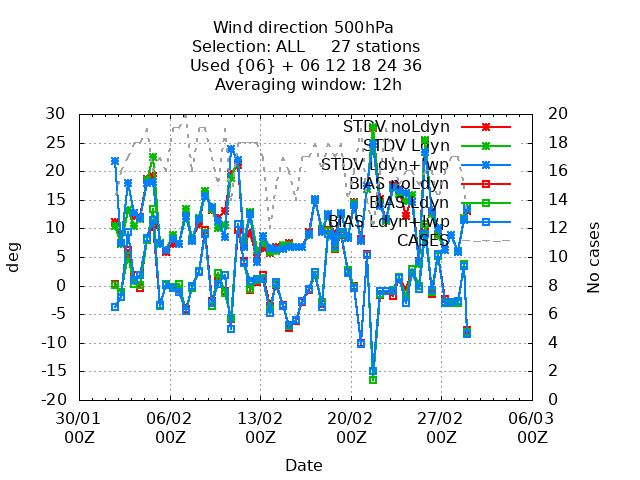 Wind direction 500hPa
Selection: ALL     27 stations
Used {06} + 06 12 18 24 36
Averaging window: 12h
30 20
STDV noLdyn
25 18
STDV Ldyn
20 16
STDV Ldyn+lwp
15 14
BIAS noLdyn
BIAS Ldyn
10 12
BIAS Ldyn+lwp
CASES
5 10
0 8
-5 6
-10 4
-15 2
-20 0
deg
No cases
30/01 06/02 13/02 20/02 27/02 06/03
00Z 00Z 00Z 00Z 00Z 00Z
Date